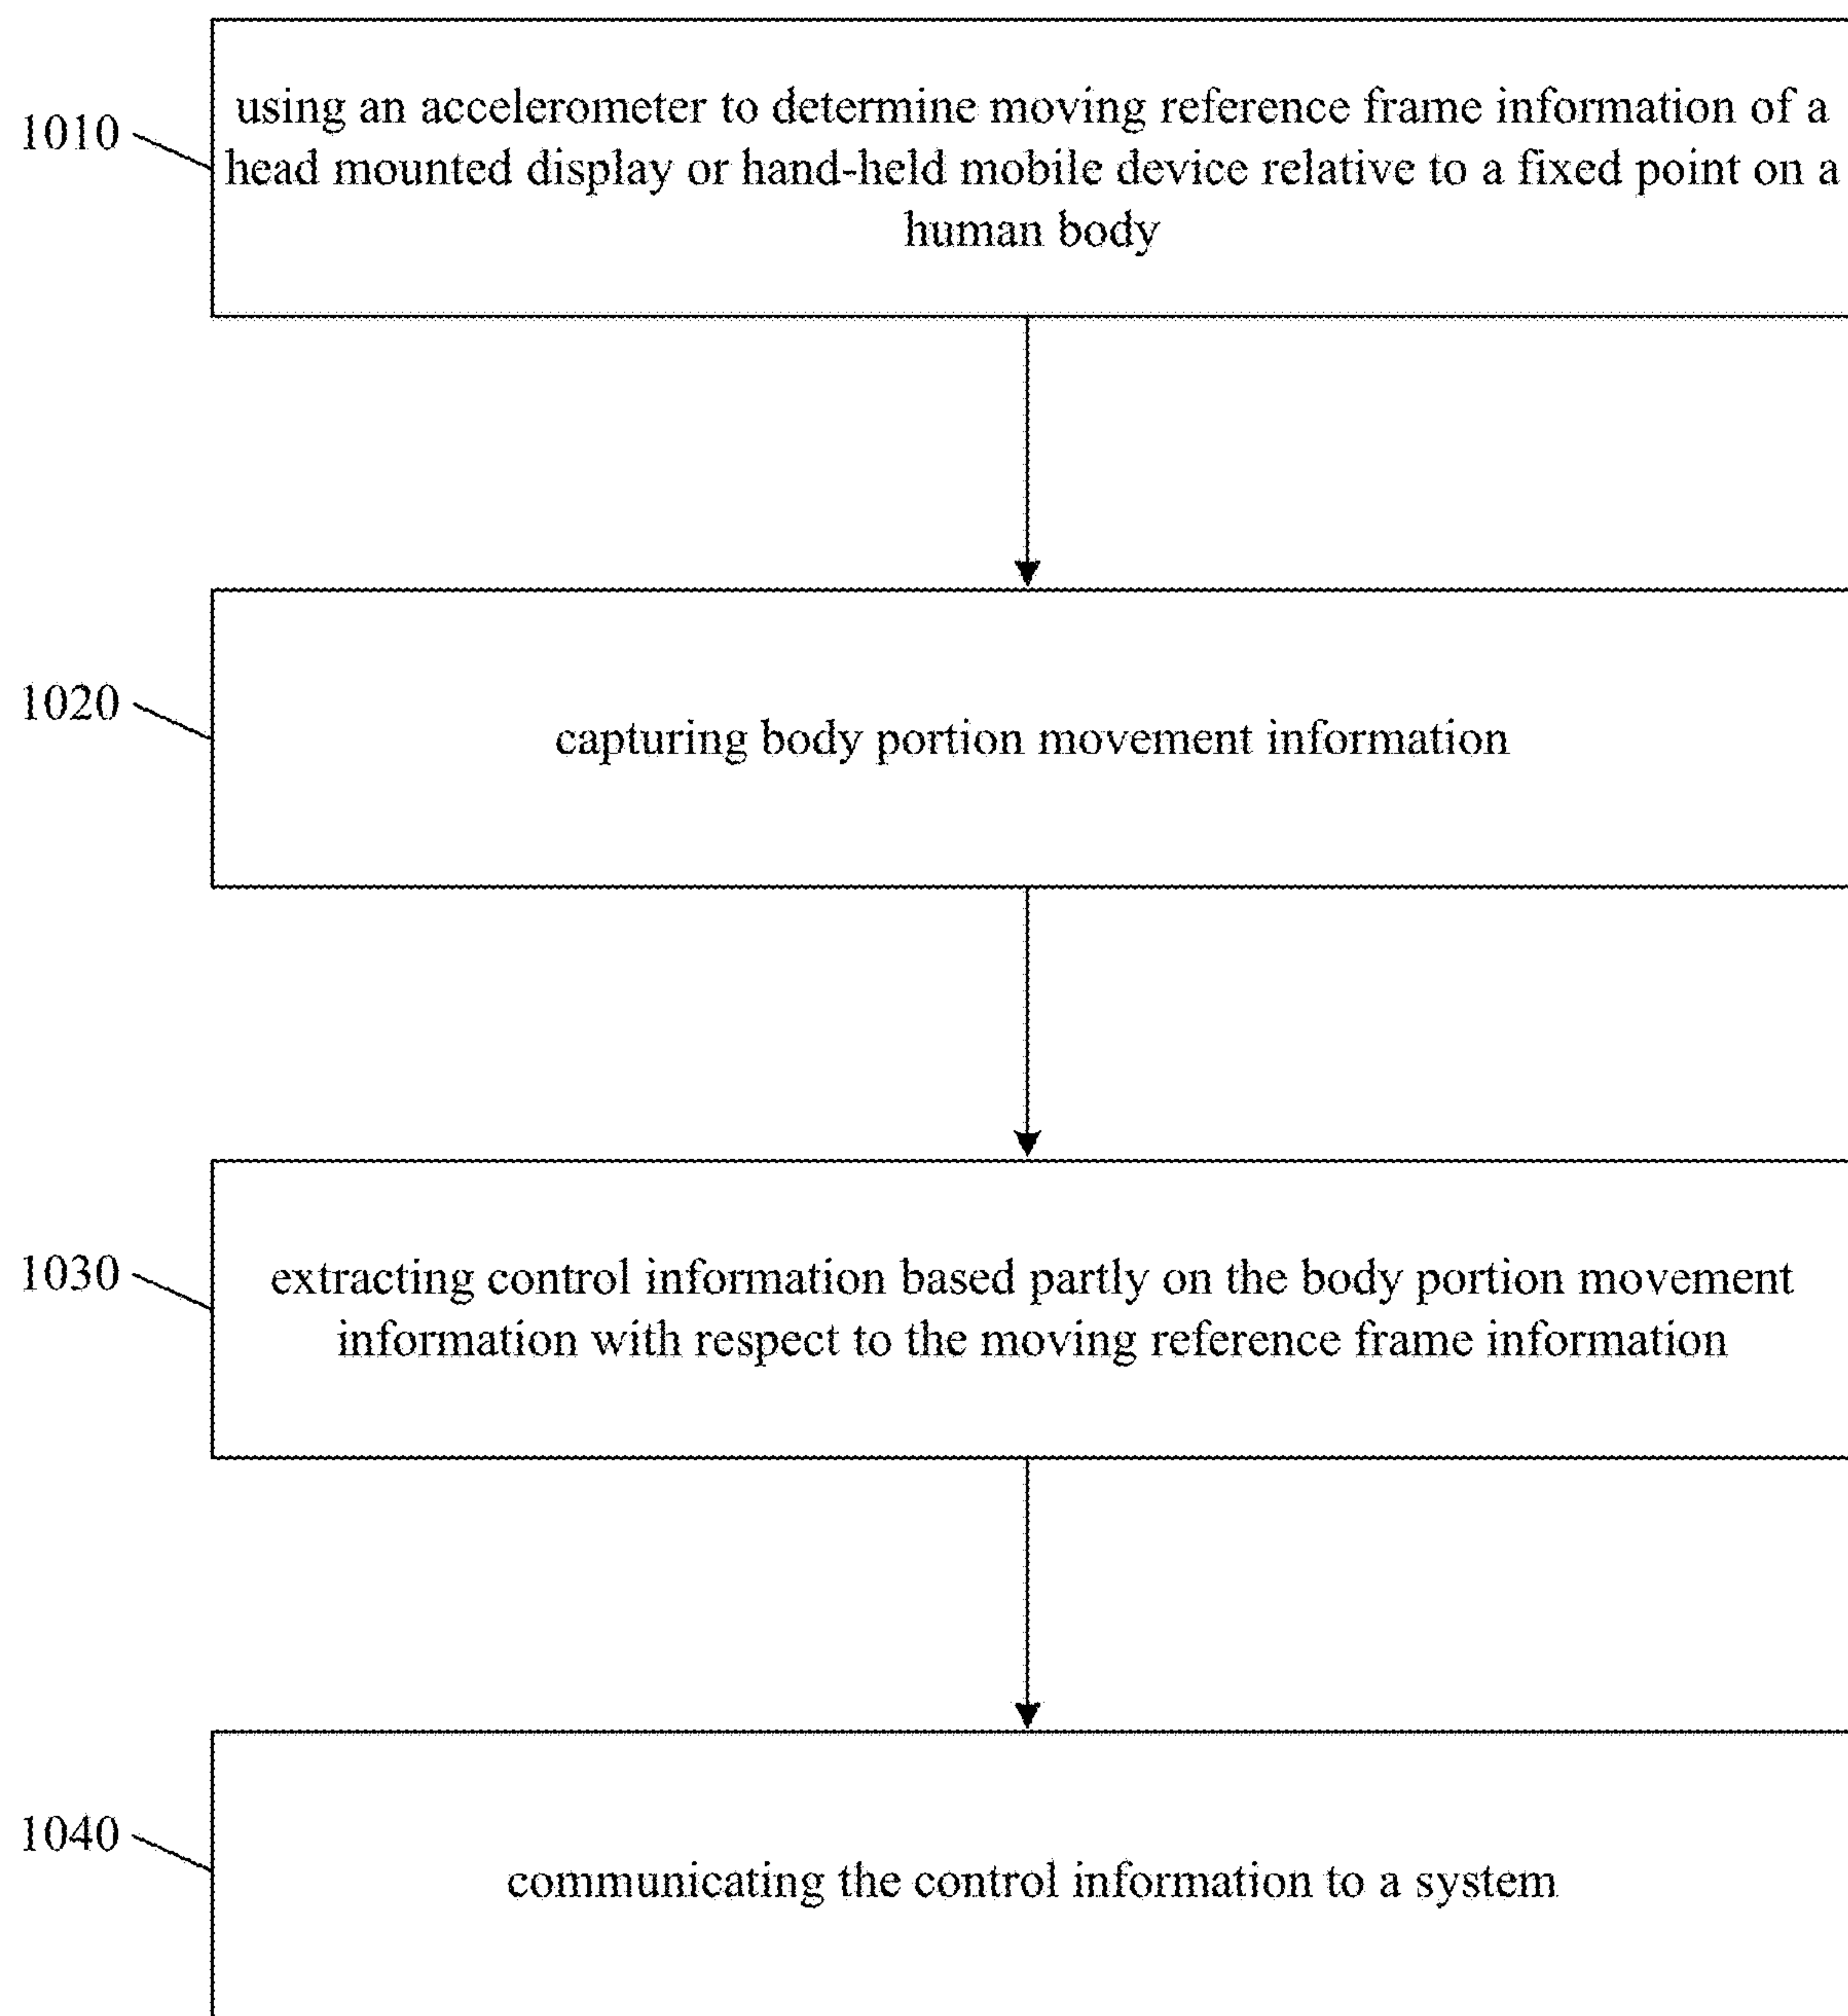 1010
using an accelerometer to determine moving reference frame information of a
head mounted display or hand-held mobile device relative to a fixed point on a
human body
1020
capturing body portion movement information
1030
extracting control information based partly on the body portion movement
information with respect to the moving reference frame information
1040
communicating the control information to a system